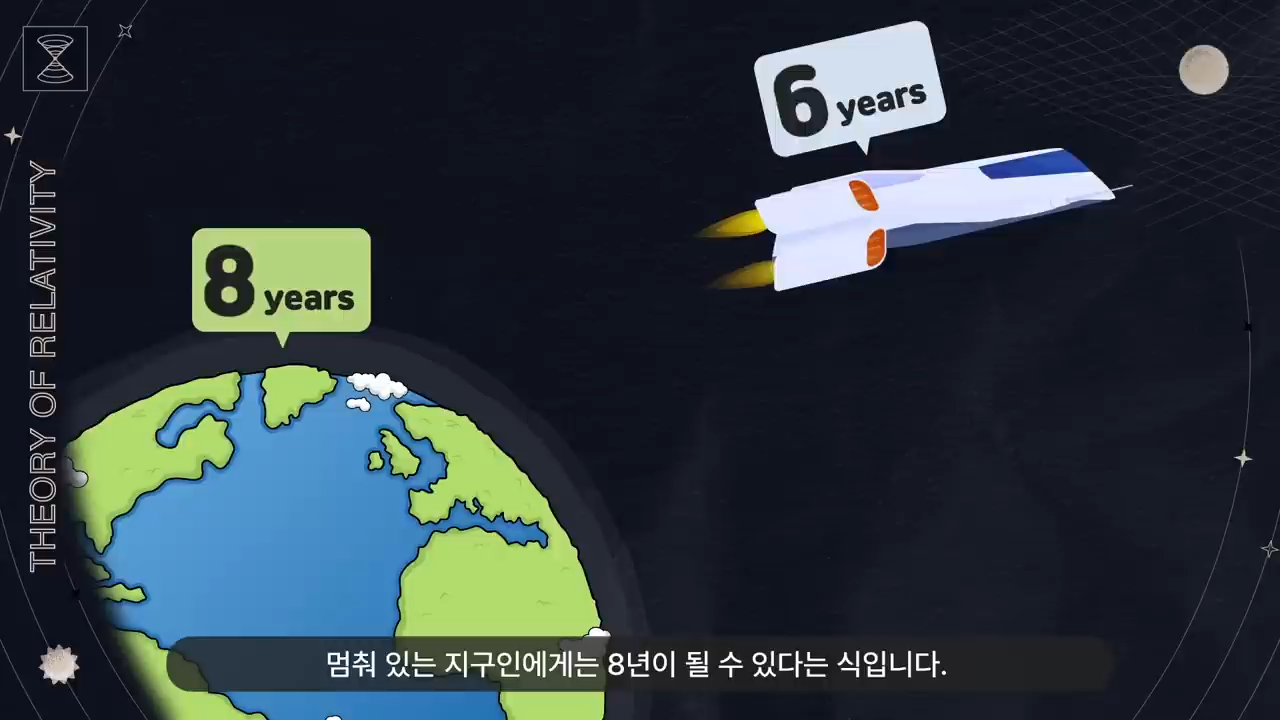 THEORY OF RELATIVITY
6 years
8 years
멈춰 있는 지구인에게는 8년이 될 수 있다는 식입니다.